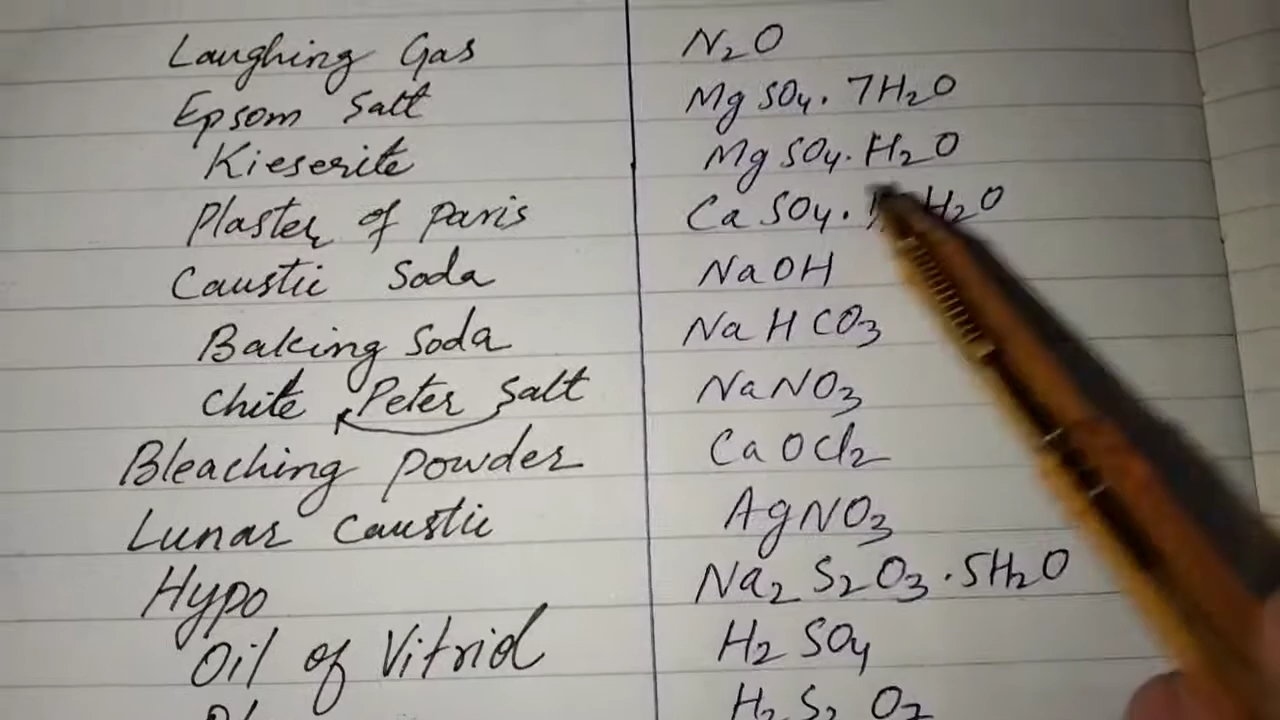 Laughing Gas N₂O
Epsom Salt MgSO₄. 7H₂O
Kieserite MgSO₄. H₂O
Plaster of paris CaSO₄. H₂O
Caustic Soda NaOH
Baking Soda NaHCO₃
Chile Peter Salt NaNO₃
Bleaching powder CaOCl₂
Lunar Caustic AgNO₃
Hypo Na₂S₂O₃.5H₂O
Oil of Vitriol H₂SO₄
H₂S₂O₇